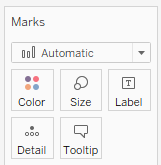 Marks
Automatic
Color Size Label
Detail Tooltip